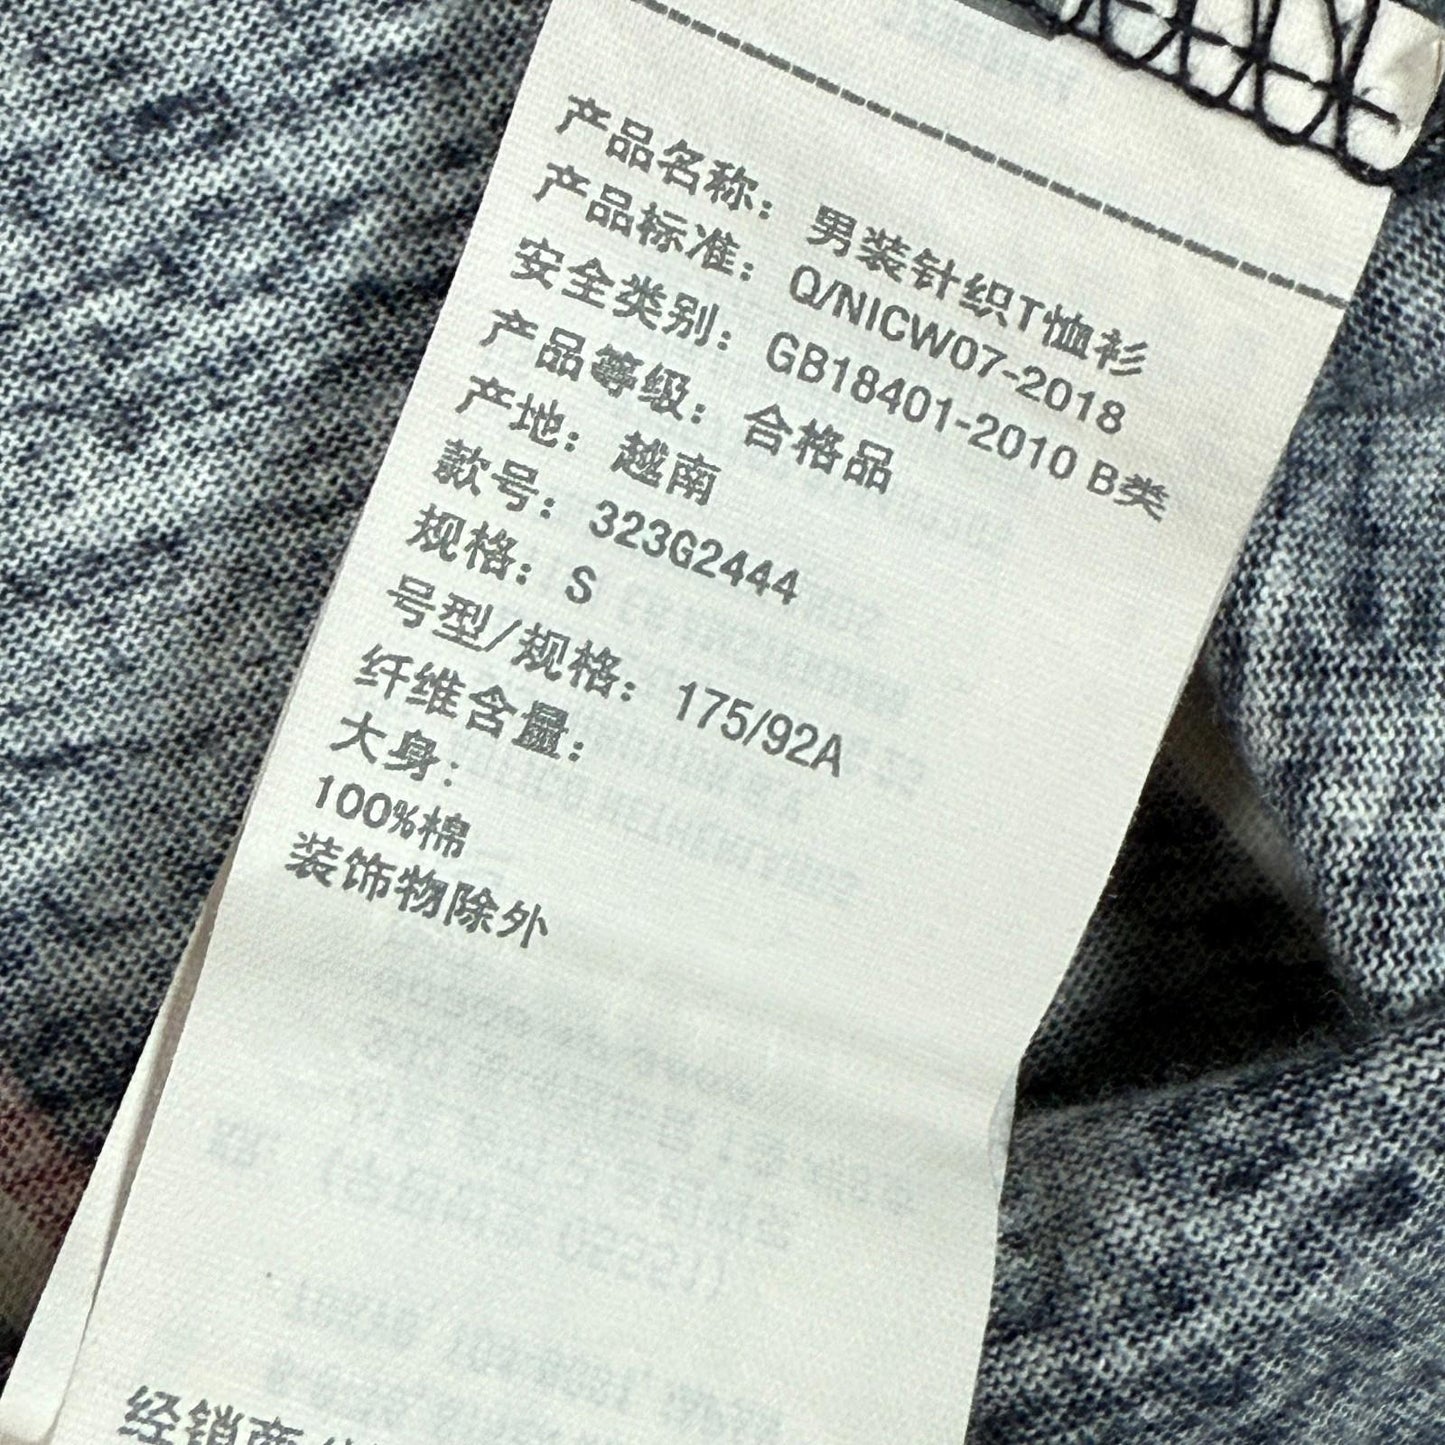 产品名称：男装针织T恤衫
产品标准：Q/NICW07-2018
安全类别：GB18401-2010 B类
产品等级：合格品
产地：越南
款号：323G2444
规格：S
号型/规格：175/92A
纤维含量：
大身：
100%棉
装饰物除外
经销商